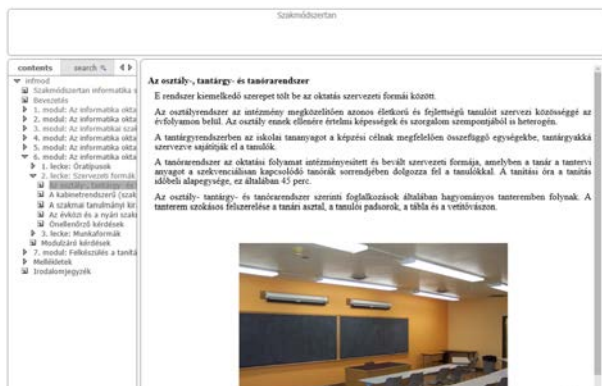 Szakmódszertan
contents
search
infmod
Szakmódszertan informatika s
Bevezetés
1. modul: Az informatika okta
2. modul: Az informatika okta
3. modul: Az informatikai szak
4. modul: Az informatika okta
5. modul: Az informatika okta
6. modul: Az informatika okta
1. lecke: Óratípusok
2. lecke: Szervezeti formák
Az osztály-, tantárgy- és
A kabinetrendszerű (szak
A szakmai tanulmányi kir
Az évközi és a nyári szak
Önellenőrző kérdések
3. lecke: Munkaformák
Modulzáró kérdések
7. modul: Felkészülés a tanítá
Mellékletek
Irodalomjegyzék
Az osztály-, tantárgy- és tanórarendszer
E rendszer kiemelkedő szerepet tölt be az oktatás szervezeti formái között.
Az osztályrendszer az intézmény megközelítően azonos életkorú és fejlettségű tanulóit szervezi közösséggé az
évfolyamon belül. Az osztály ennek ellenére értelmi képességek és szorgalom szempontjából is heterogén.
A tantárgyrendszerben az iskolai tananyagot a képzési célnak megfelelően összefüggő egységekbe, tantárgyakká
szervezve sajátítják el a tanulók.
A tanórarendszer az oktatási folyamat intézményesített és bevált szervezeti formája, amelyben a tanár a tantervi
anyagot a szekvenciálisan kapcsolódó tanórák sorrendjében dolgozza fel a tanulókkal. A tanítási óra a tanítás
időbeli alapegysége, ez általában 45 perc.
Az osztály- tantárgy- és tanórarendszer szerinti foglalkozások általában hagyományos tanteremben folynak. A
tanterem szokásos felszerelése a tanári asztal, a tanulói padsorok, a tábla és a vetítővászon.